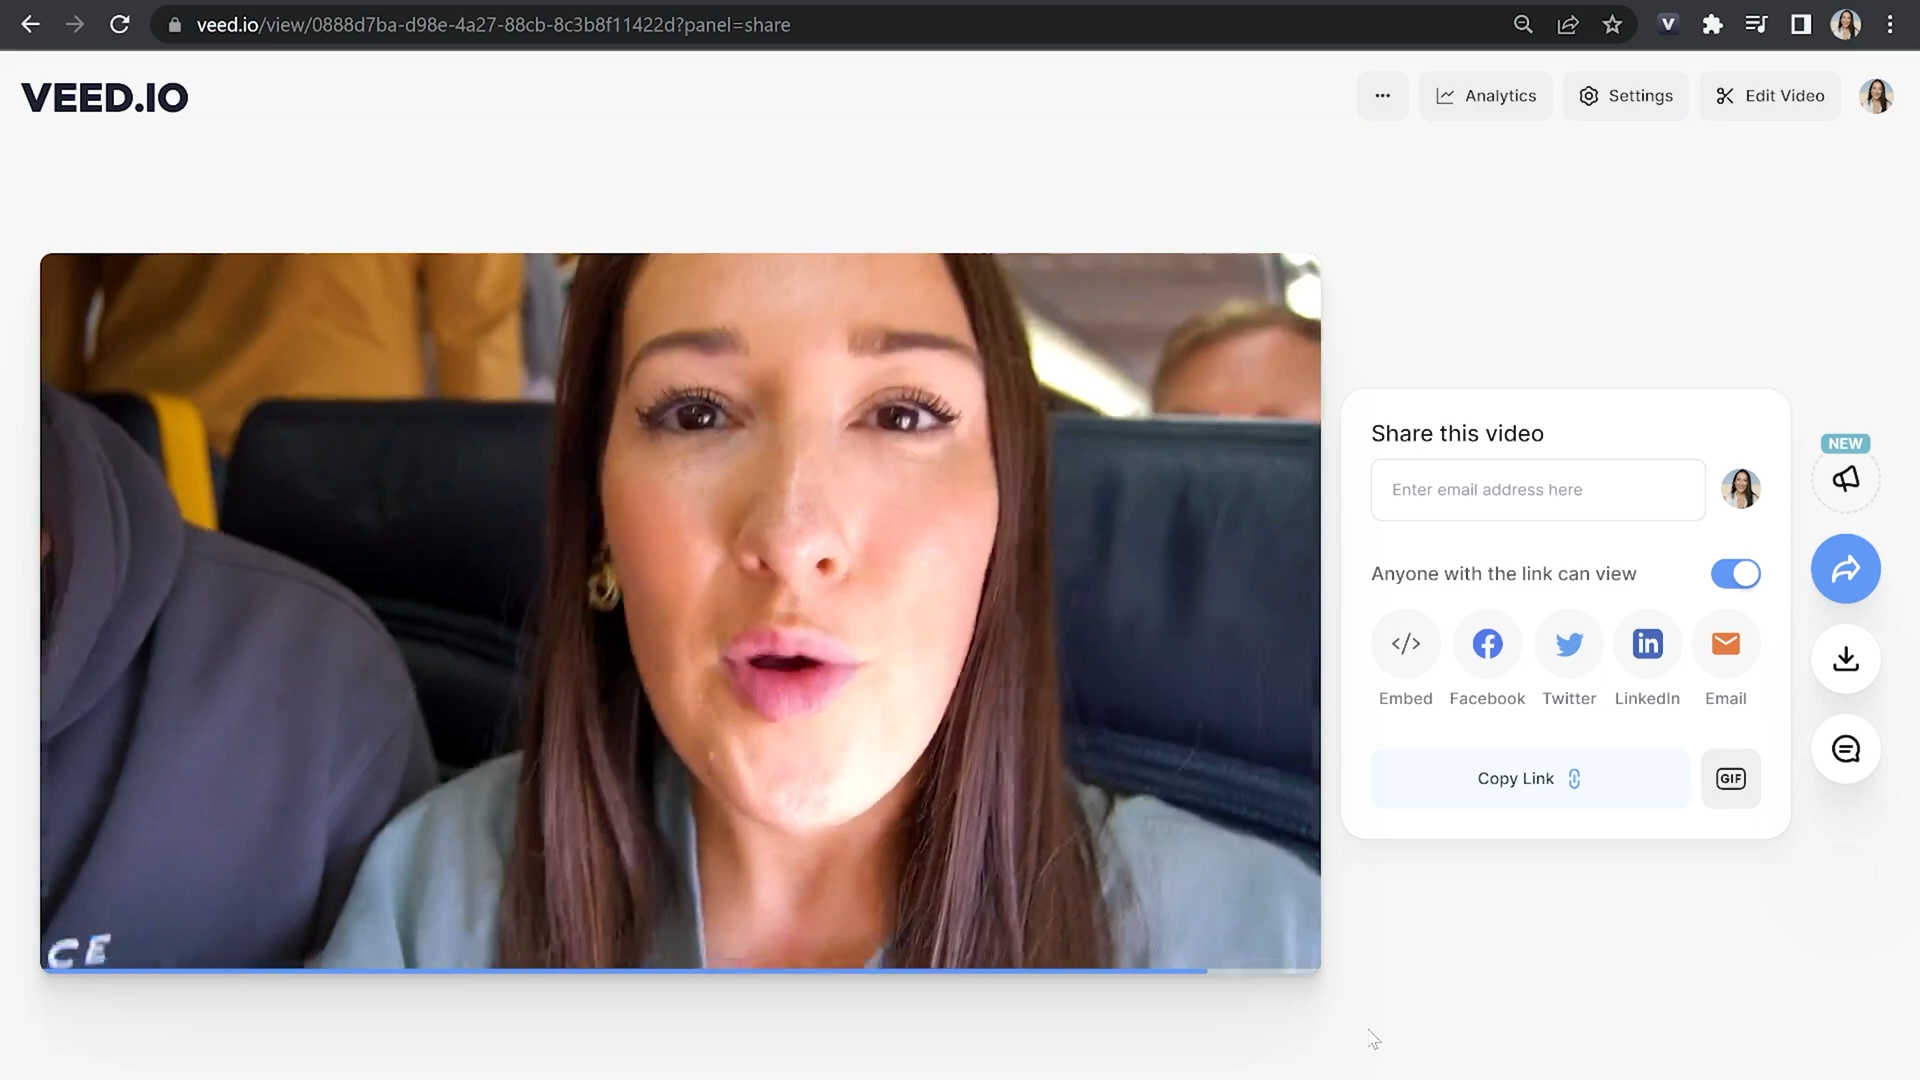 veed.io/view/0888d7ba-d98e-4a27-88cb-8c3b8f11422d?panel=share
V
VEED.IO
Analytics
Settings
Edit Video
CE
Share this video
Enter email address here
Anyone with the link can view
</>
Embed
Facebook
Twitter
in
LinkedIn
Email
Copy Link
GIF
NEW